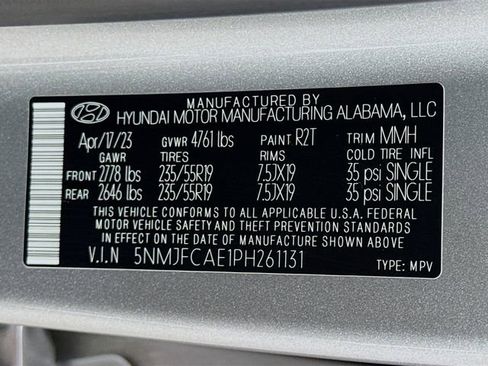 MANUFACTURED BY
HYUNDAI MOTOR MANUFACTURING ALABAMA, LLC
Apr/17/23 GVWR 4761 lbs PAINT R2T TRIM MMH
GAWR TIRES RIMS COLD TIRE INFL
FRONT 2778 lbs 235/55R19 7.5JX19 35 psi SINGLE
REAR 2646 lbs 235/55R19 7.5JX19 35 psi SINGLE
THIS VEHICLE CONFORMS TO ALL APPLICABLE U.S.A. FEDERAL
MOTOR VEHICLE SAFETY AND THEFT PREVENTION STANDARDS
IN EFFECT ON THE DATE OF MANUFACTURE SHOWN ABOVE.
V.I.N 5NMJFCAE1PH261131 TYPE: MPV